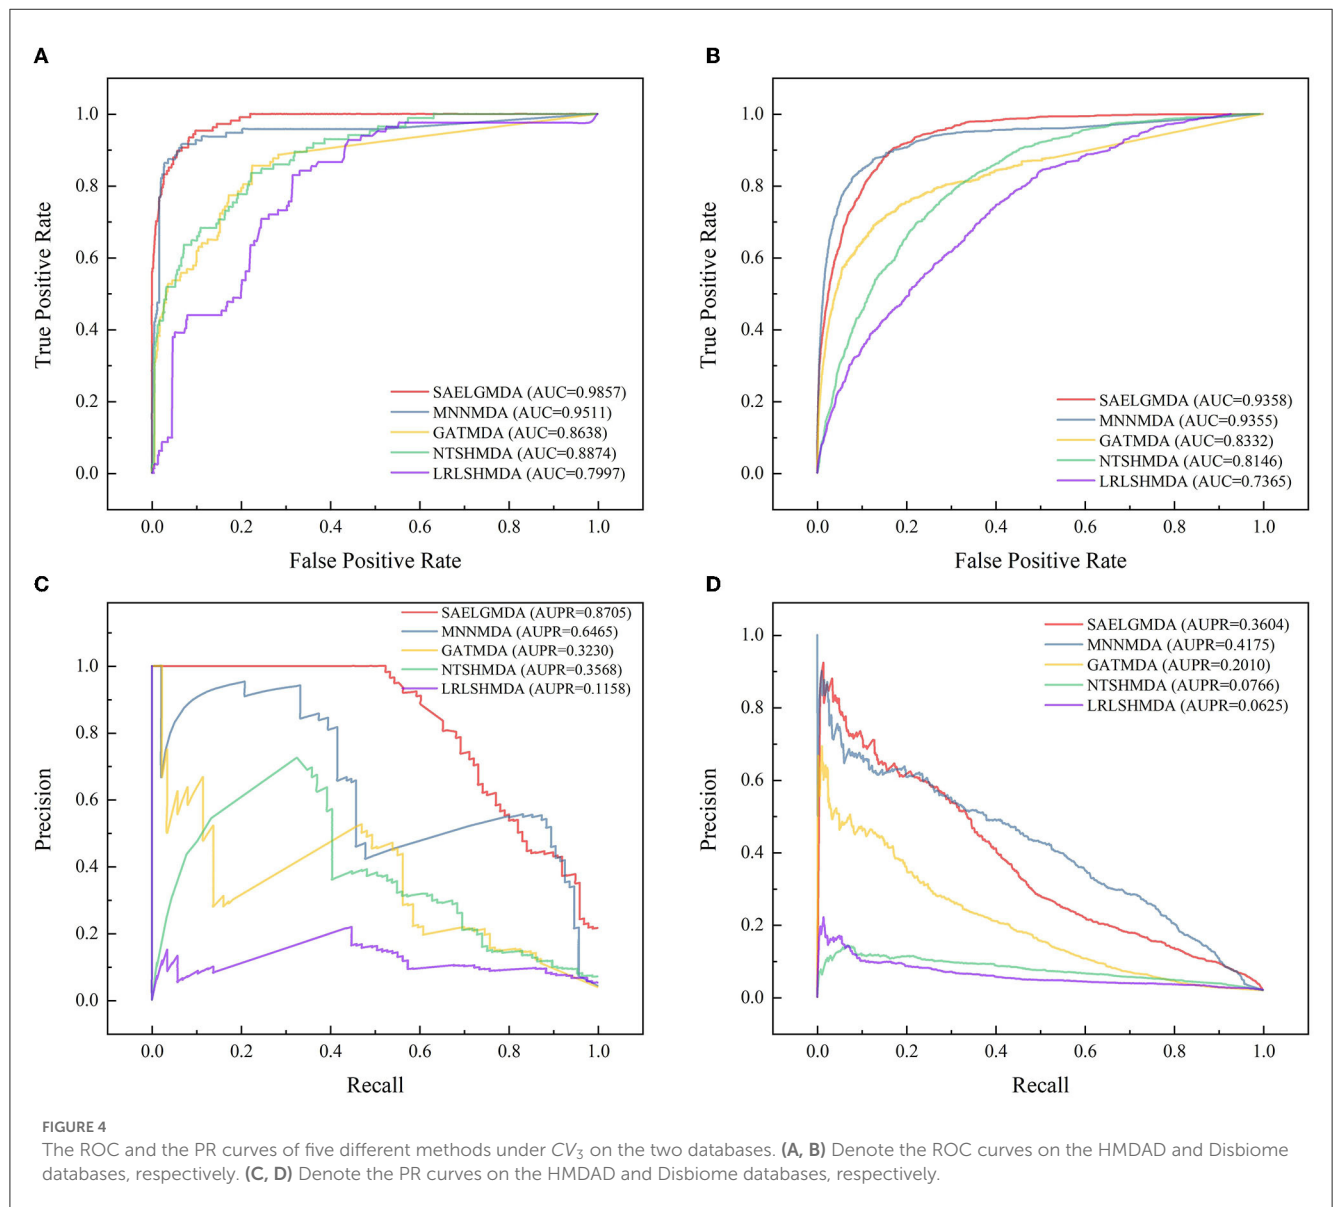 A
1.0
0.8
0.6
0.4
0.2
0.0
True Positive Rate
SAELGMDA (AUC=0.9857)
MNNMDA (AUC=0.9511)
GATMDA (AUC=0.8638)
NTSHMDA (AUC=0.8874)
LRLSHMDA (AUC=0.7997)
0.0 0.2 0.4 0.6 0.8 1.0
False Positive Rate
B
1.0
0.8
0.6
0.4
0.2
0.0
True Positive Rate
SAELGMDA (AUC=0.9358)
MNNMDA (AUC=0.9355)
GATMDA (AUC=0.8332)
NTSHMDA (AUC=0.8146)
LRLSHMDA (AUC=0.7365)
0.0 0.2 0.4 0.6 0.8 1.0
False Positive Rate
C
SAELGMDA (AUPR=0.8705)
MNNMDA (AUPR=0.6465)
GATMDA (AUPR=0.3230)
NTSHMDA (AUPR=0.3568)
LRLSHMDA (AUPR=0.1158)
1.0
0.8
0.6
0.4
0.2
0.0
Precision
0.0 0.2 0.4 0.6 0.8 1.0
Recall
D
SAELGMDA (AUPR=0.3604)
MNNMDA (AUPR=0.4175)
GATMDA (AUPR=0.2010)
NTSHMDA (AUPR=0.0766)
LRLSHMDA (AUPR=0.0625)
1.0
0.8
0.6
0.4
0.2
0.0
Precision
0.0 0.2 0.4 0.6 0.8 1.0
Recall
FIGURE 4
The ROC and the PR curves of five different methods under CV3 on the two databases. (A, B) Denote the ROC curves on the HMDAD and Disbiome
databases, respectively. (C, D) Denote the PR curves on the HMDAD and Disbiome databases, respectively.